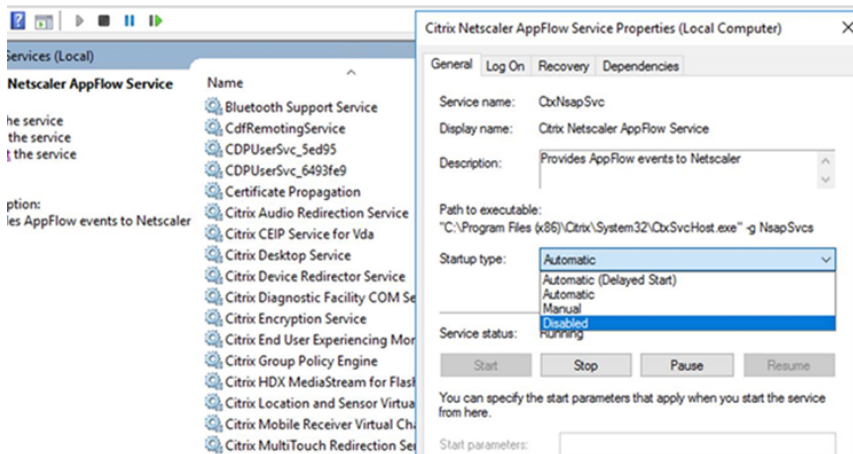 Services (Local)
Netscaler AppFlow Service
the service
the service
the service
ption:
les AppFlow events to Netscaler
Name
Bluetooth Support Service
CdfRemotingService
CDPUserSvc_5ed95
CDPUserSvc_6493fe9
Certificate Propagation
Citrix Audio Redirection Service
Citrix CEIP Service for Vda
Citrix Desktop Service
Citrix Device Redirector Service
Citrix Diagnostic Facility COM Se
Citrix Encryption Service
Citrix End User Experiencing Mor
Citrix Group Policy Engine
Citrix HDX MediaStream for Flash
Citrix Location and Sensor Virtua
Citrix Mobile Receiver Virtual Ch
Citrix MultiTouch Redirection Ser
Citrix Netscaler AppFlow Service Properties (Local Computer)
General Log On Recovery Dependencies
Service name: CtxNsapSvc
Display name: Citrix Netscaler AppFlow Service
Description: Provides AppFlow events to Netscaler
Path to executable:
"C:\Program Files (x86)\Citrix\System32\CtxSvcHost.exe" -g NsapSvcs
Startup type: Automatic
Automatic (Delayed Start)
Automatic
Manual
Disabled
Service status: Running
Start Stop Pause Resume
You can specify the start parameters that apply when you start the service
from here.
Start parameters: